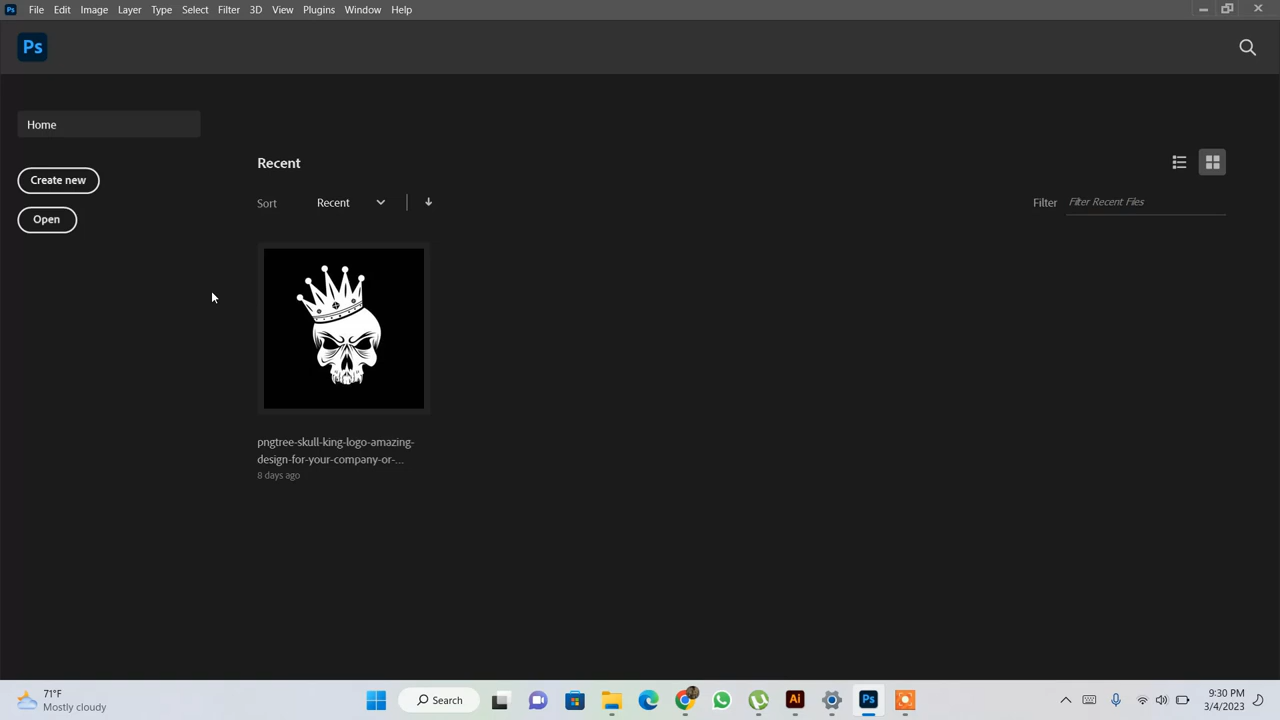 File Edit Image Layer Type Select Filter 3D View Plugins Window Help
Ps
Home
Create new
Open
Recent
Sort Recent
Filter Filter Recent Files
pngtree-skull-king-logo-amazing-
design-for-your-company-or-...
8 days ago
71°F
Mostly cloudy
Search
Ai
Ps
9:30 PM
3/4/2023